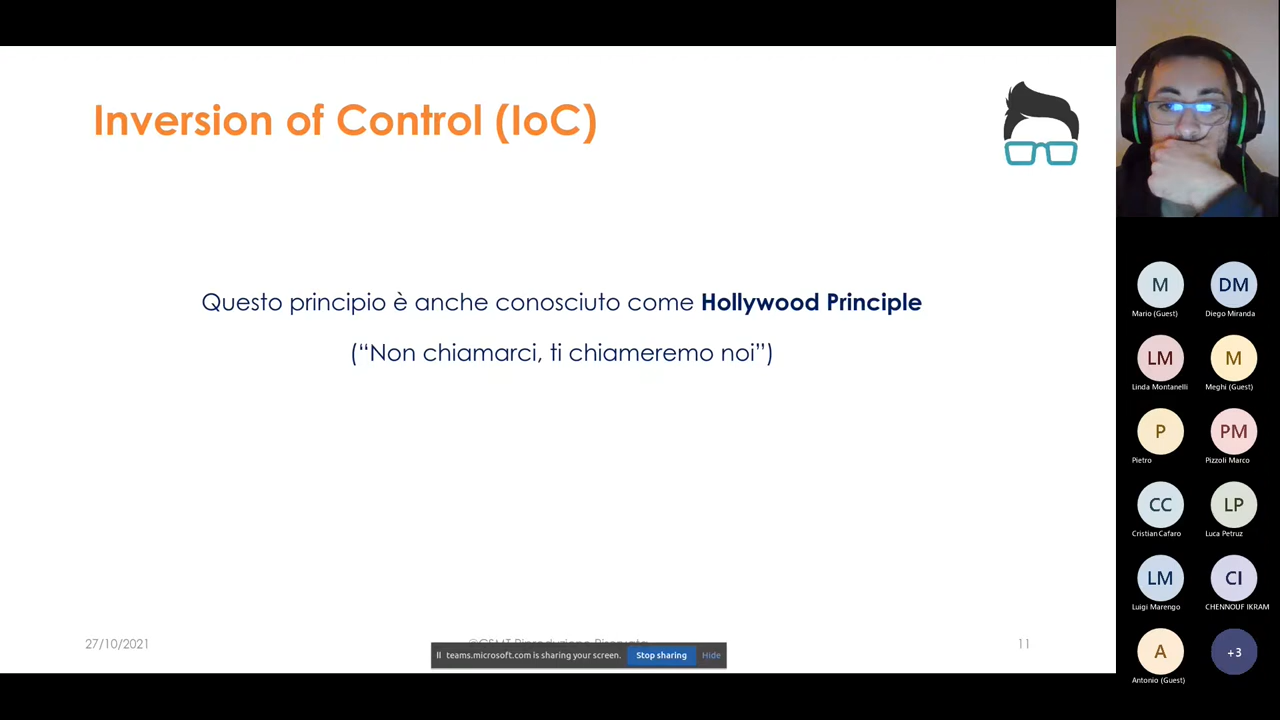 Inversion of Control (IoC)
Questo principio è anche conosciuto come Hollywood Principle
(“Non chiamarci, ti chiameremo noi”)
27/10/2021
11
teams.microsoft.com is sharing your screen.
Stop sharing
Hide
M
Mario (Guest)
DM
Diego Miranda
LM
Linda Montanelli
M
Meghi (Guest)
P
Pietro
PM
Pizzoli Marco
CC
Cristian Cafaro
LP
Luca Petruz
LM
Luigi Marengo
CI
CHENNOUF IKRAM
A
Antonio (Guest)
+3